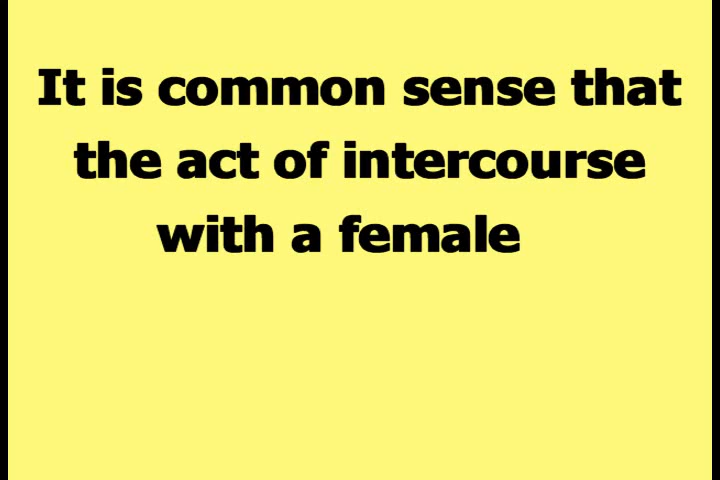 It is common sense that
the act of intercourse
with a female